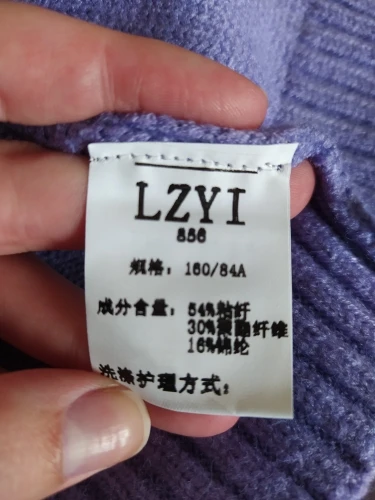 LZYI
856
规格：160/84A
成分含量：54%粘纤
30%聚酯纤维
16%锦纶
洗涤护理方式：